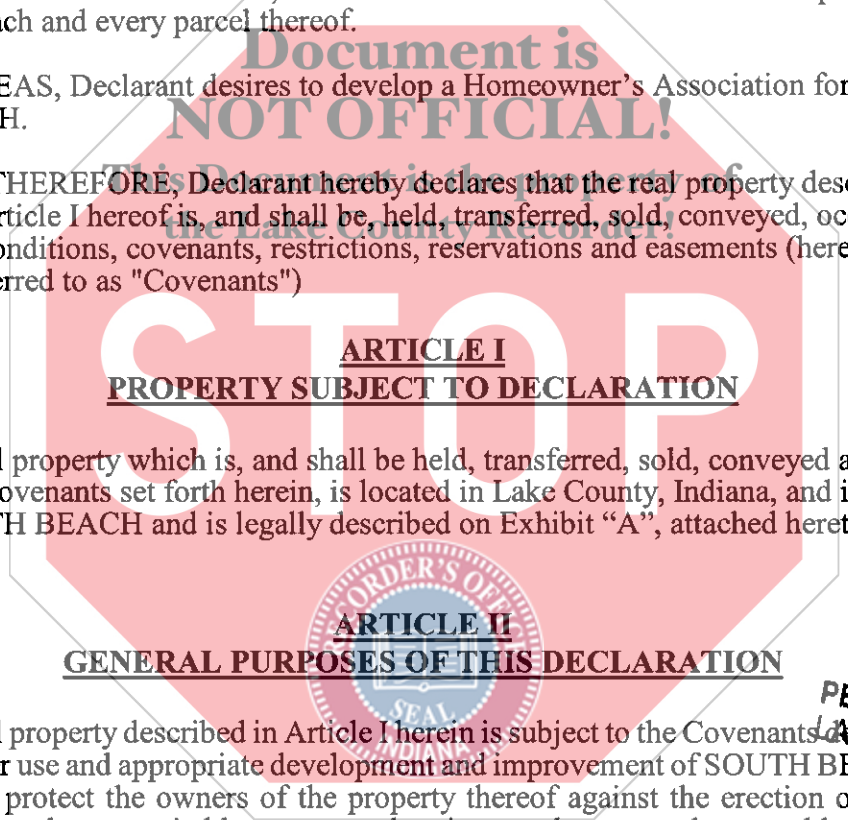 ch and every parcel thereof.
Document is
EAS, Declarant desires to develop a Homeowner's Association for
H.
NOT OFFICIAL!
THEREFORE, Declarant hereby declares that the real property desc
This Document is the property of
rticle I hereof is, and shall be, held, transferred, sold, conveyed, occ
the Lake County Recorder!
onditions, covenants, restrictions, reservations and easements (here
rred to as "Covenants")
STOP
ARTICLE I
PROPERTY SUBJECT TO DECLARATION
l property which is, and shall be held, transferred, sold, conveyed a
ovenants set forth herein, is located in Lake County, Indiana, and i
TH BEACH and is legally described on Exhibit “A”, attached heret
RECORDER'S OFFICE
SEAL
INDIANA
ARTICLE II
GENERAL PURPOSES OF THIS DECLARATION
l property described in Article I herein is subject to the Covenants
r use and appropriate development and improvement of SOUTH BE
protect the owners of the property thereof against the erection o